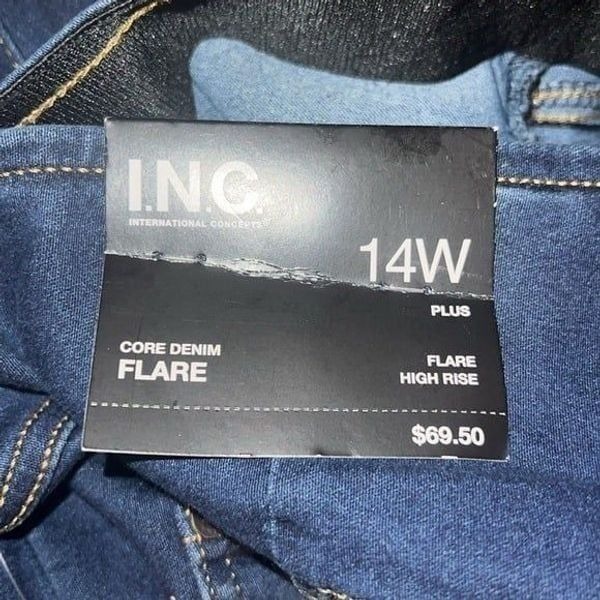 I.N.C.
INTERNATIONAL CONCEPTS
14W
PLUS
CORE DENIM
FLARE
FLARE
HIGH RISE
$69.50